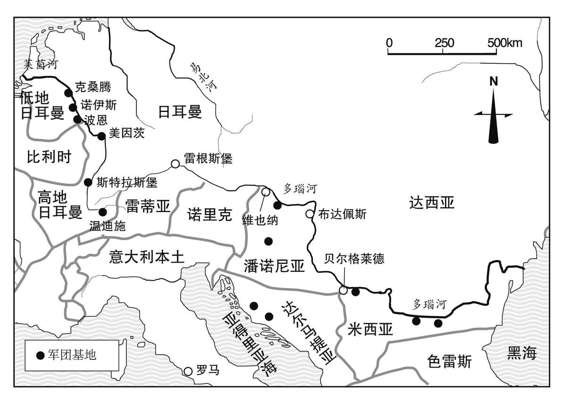 0 250 500km
莱茵河
易北河
N
克桑腾
低地
日耳曼
诺伊斯
波恩
日耳曼
美因茨
比利时
雷根斯堡
斯特拉斯堡
多瑙河
高地
日耳曼
雷蒂亚
诺里克
达西亚
维也纳
布达佩斯
温迪施
意大利本土
潘诺尼亚
贝尔格莱德
多瑙河
亚得里亚海
达尔马提亚
米西亚
黑海
军团基地
色雷斯
罗马